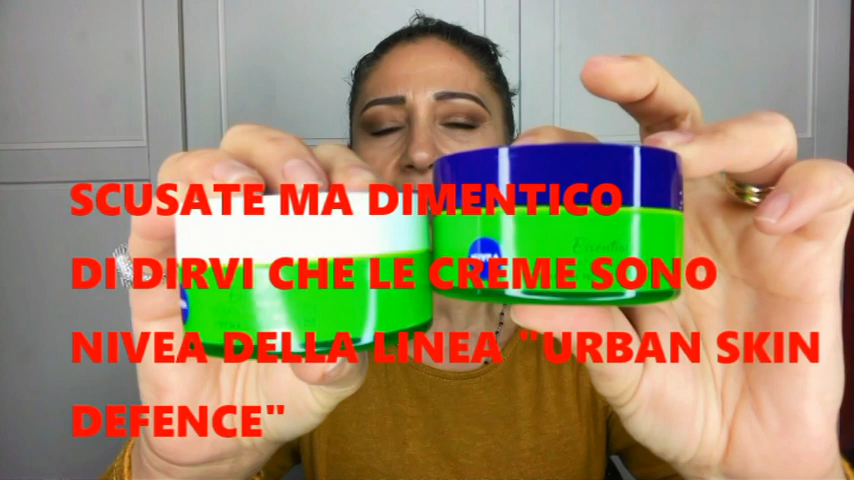 SCUSATE MA DIMENTICO
DI DIRVI CHE LE CREME SONO
NIVEA DELLA LINEA "URBAN SKIN
DEFENCE"